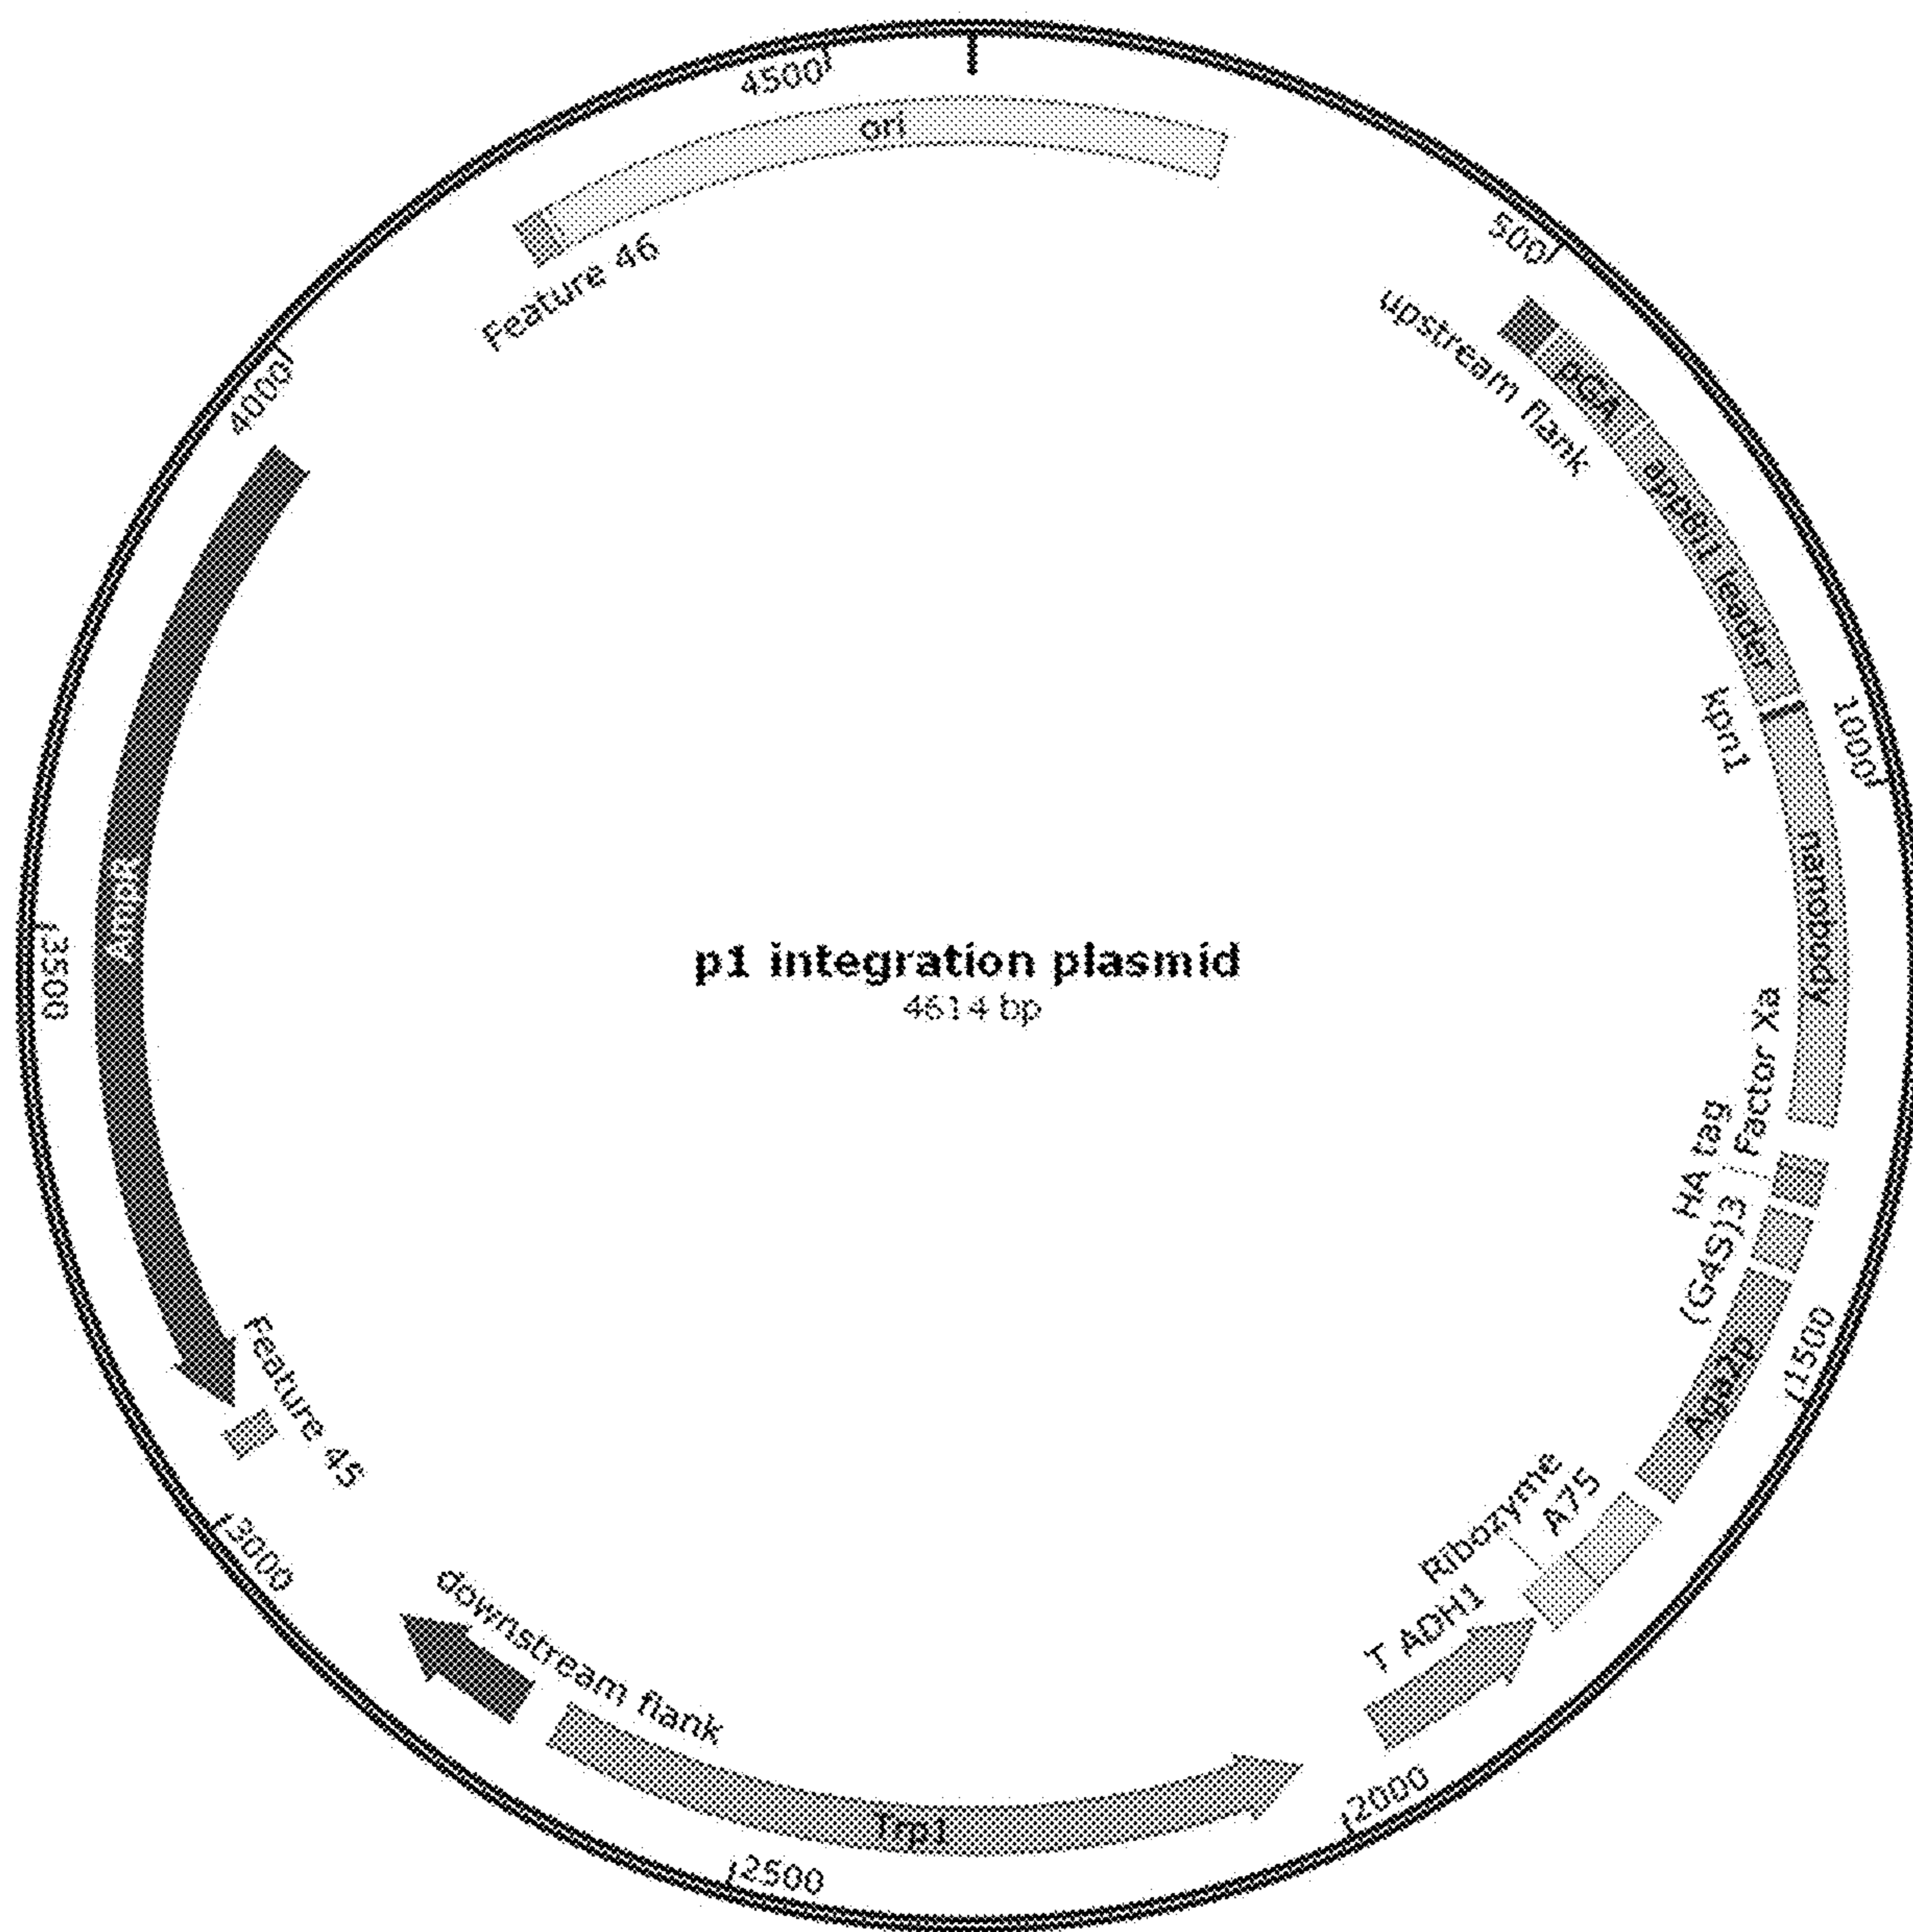 p1 integration plasmid
4614 bp
ori
500
upstream flank
pGA
app8i1 leader
kpn1
1000
nanobody
Factor Xa
HA tag
(G4S)3
1500
Aga2p
A75
Ribozyme
T ADH1
2000
Trp1
2500
downstream flank
3000
Feature 45
3500
AmpR
4000
Feature 46
4500